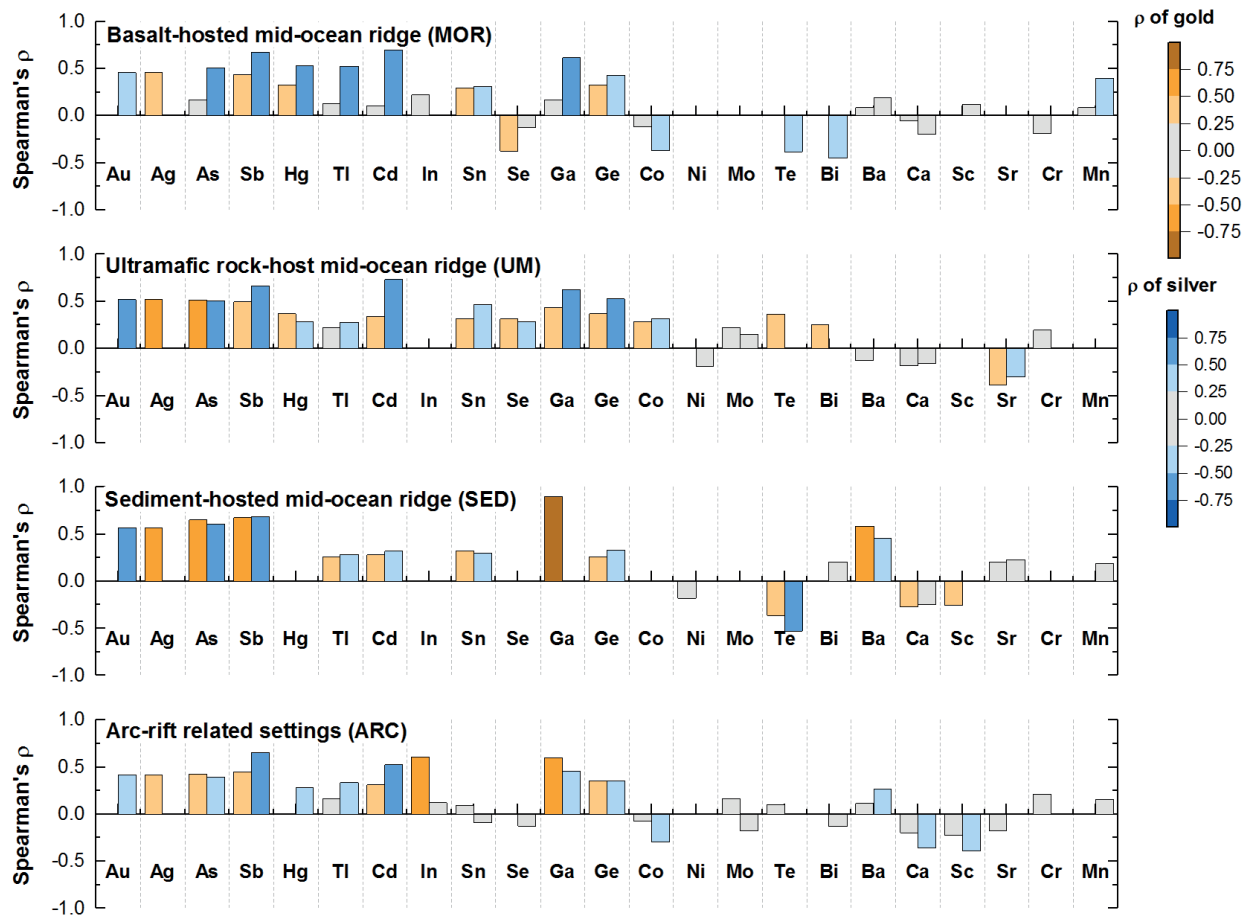 Basalt-hosted mid-ocean ridge (MOR)
Spearman's ρ
1.0
0.5
0.0
-0.5
-1.0
Au Ag As Sb Hg Tl Cd In Sn Se Ga Ge Co Ni Mo Te Bi Ba Ca Sc Sr Cr Mn
Ultramafic rock-host mid-ocean ridge (UM)
Spearman's ρ
1.0
0.5
0.0
-0.5
-1.0
Au Ag As Sb Hg Tl Cd In Sn Se Ga Ge Co Ni Mo Te Bi Ba Ca Sc Sr Cr Mn
Sediment-hosted mid-ocean ridge (SED)
Spearman's ρ
1.0
0.5
0.0
-0.5
-1.0
Au Ag As Sb Hg Tl Cd In Sn Se Ga Ge Co Ni Mo Te Bi Ba Ca Sc Sr Cr Mn
Arc-rift related settings (ARC)
Spearman's ρ
1.0
0.5
0.0
-0.5
-1.0
Au Ag As Sb Hg Tl Cd In Sn Se Ga Ge Co Ni Mo Te Bi Ba Ca Sc Sr Cr Mn
ρ of gold
0.75
0.50
0.25
0.00
-0.25
-0.50
-0.75
ρ of silver
0.75
0.50
0.25
0.00
-0.25
-0.50
-0.75